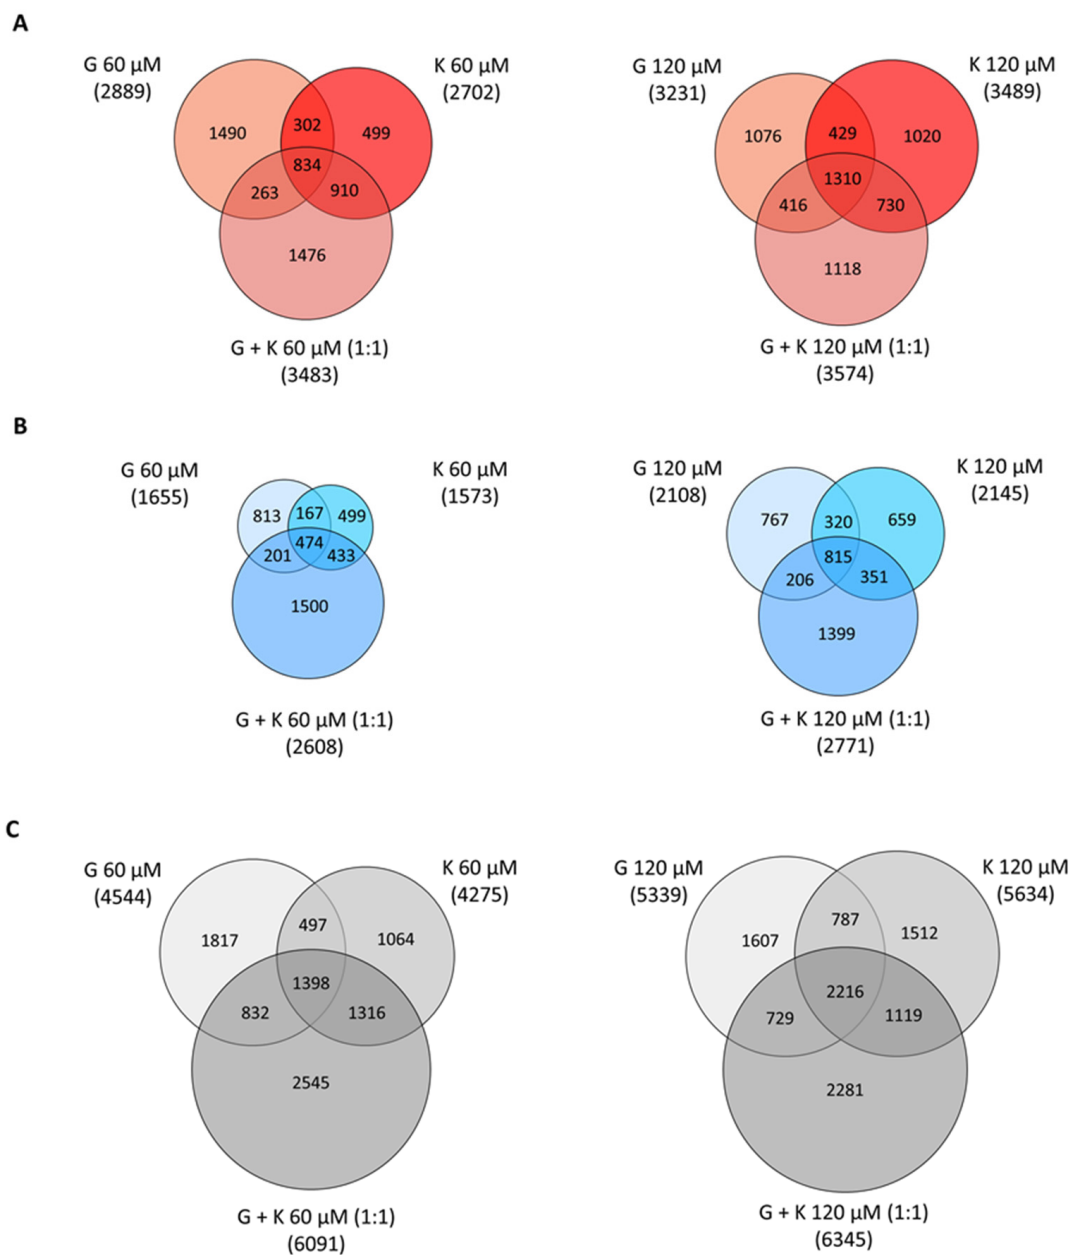 A
G 60 µM
(2889)
K 60 µM
(2702)
1490
302
499
834
263
910
1476
G + K 60 µM (1:1)
(3483)
G 120 µM
(3231)
K 120 µM
(3489)
1076
429
1020
1310
416
730
1118
G + K 120 µM (1:1)
(3574)
B
G 60 µM
(1655)
K 60 µM
(1573)
813
167
499
474
201
433
1500
G + K 60 µM (1:1)
(2608)
G 120 µM
(2108)
K 120 µM
(2145)
767
320
659
815
206
351
1399
G + K 120 µM (1:1)
(2771)
C
G 60 µM
(4544)
K 60 µM
(4275)
1817
497
1064
1398
832
1316
2545
G + K 60 µM (1:1)
(6091)
G 120 µM
(5339)
K 120 µM
(5634)
1607
787
1512
2216
729
1119
2281
G + K 120 µM (1:1)
(6345)